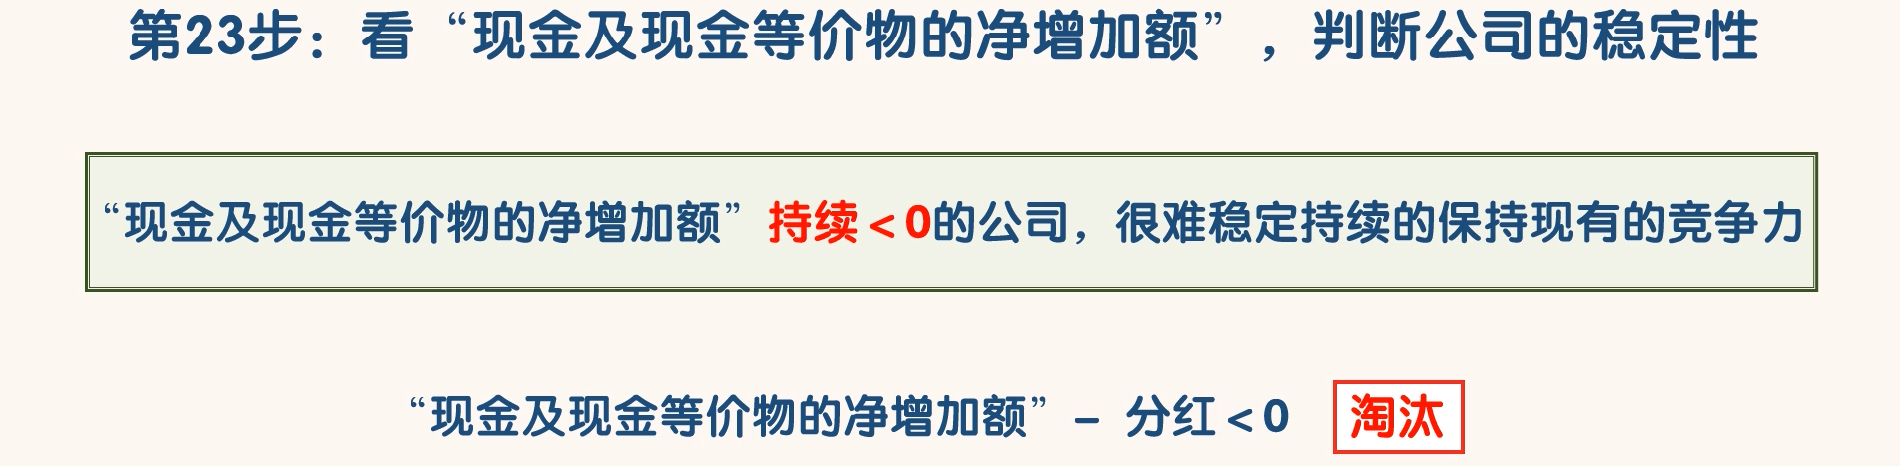 第23步：看“现金及现金等价物的净增加额”，判断公司的稳定性
“现金及现金等价物的净增加额”持续＜0的公司，很难稳定持续的保持现有的竞争力
“现金及现金等价物的净增加额”– 分红＜0 淘汰